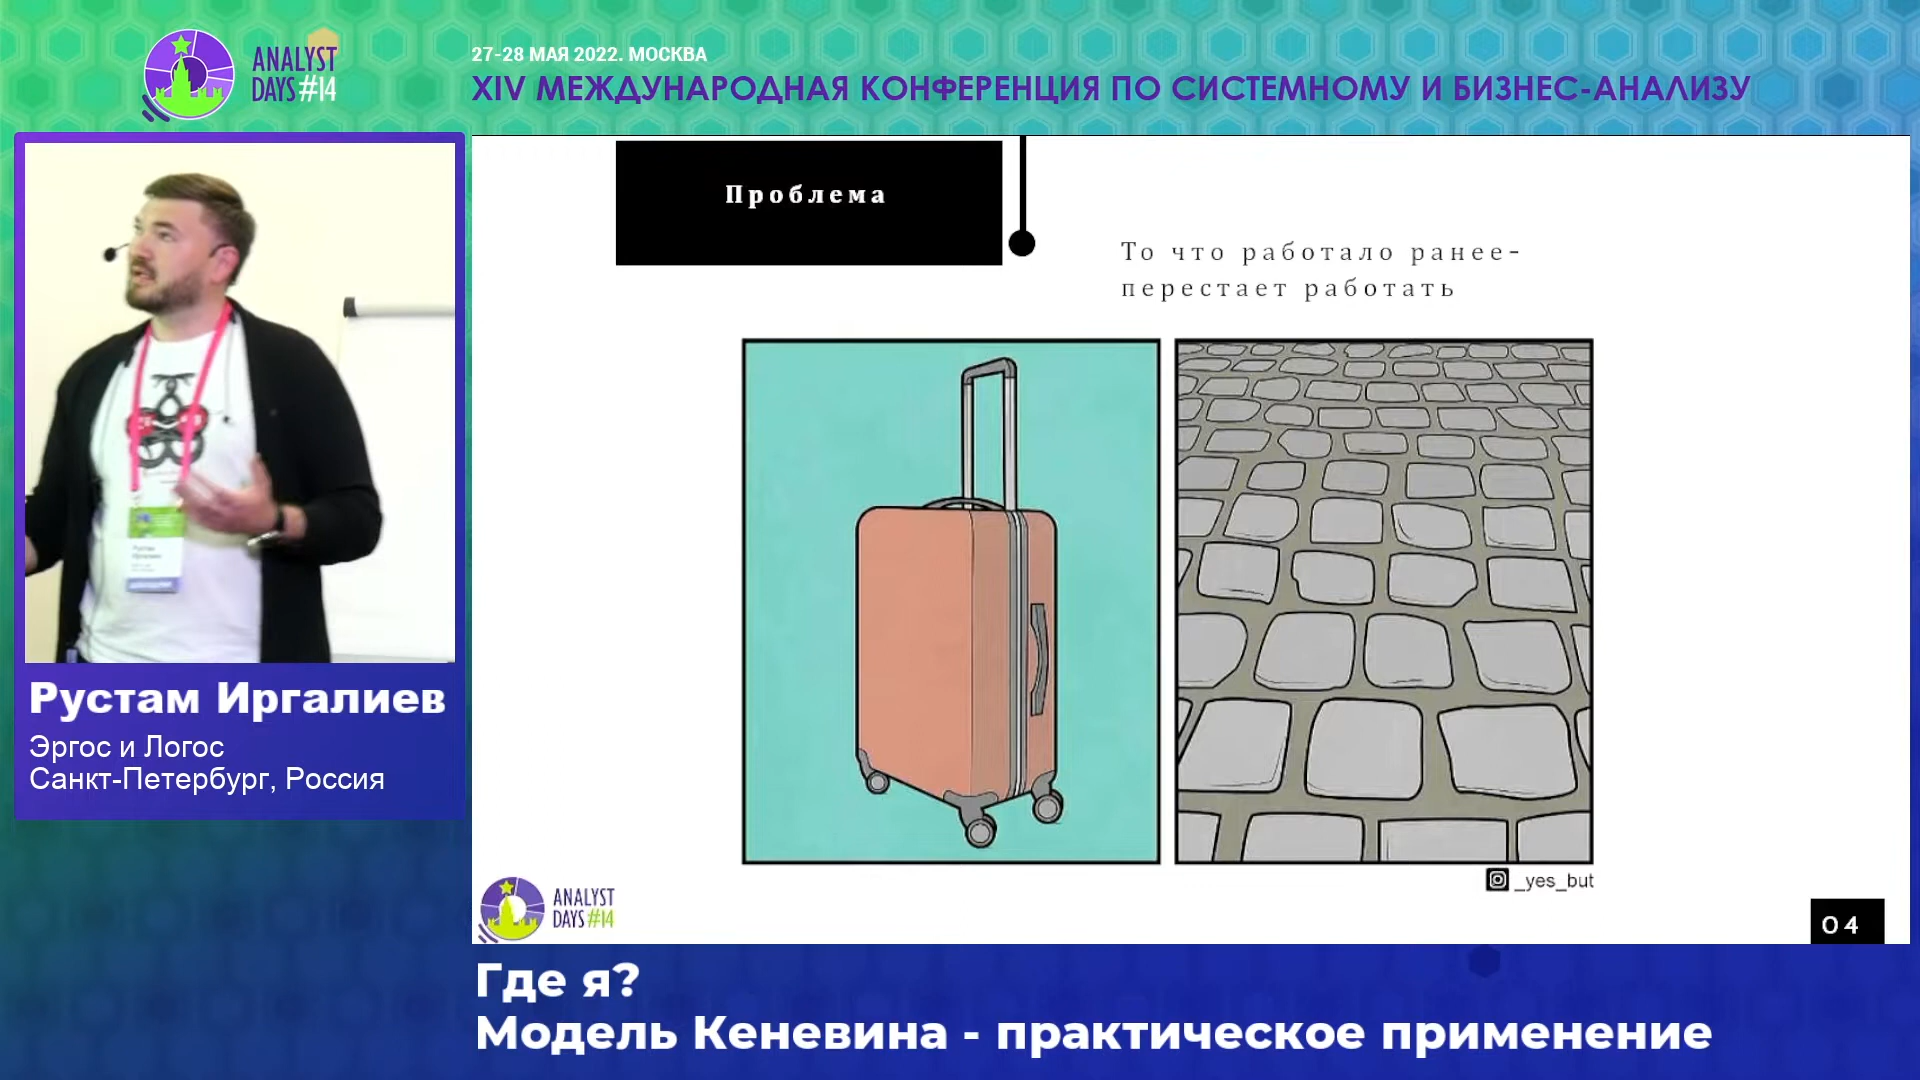 ANALYST
DAYS #14
27-28 МАЯ 2022. МОСКВА
XIV МЕЖДУНАРОДНАЯ КОНФЕРЕНЦИЯ ПО СИСТЕМНОМУ И БИЗНЕС-АНАЛИЗУ
Проблема
То что работало ранее-
перестает работать
_yes_but
ANALYST
DAYS #14
04
Рустам Иргалиев
Эргос и Логос
Санкт-Петербург, Россия
Где я?
Модель Кеневина - практическое применение